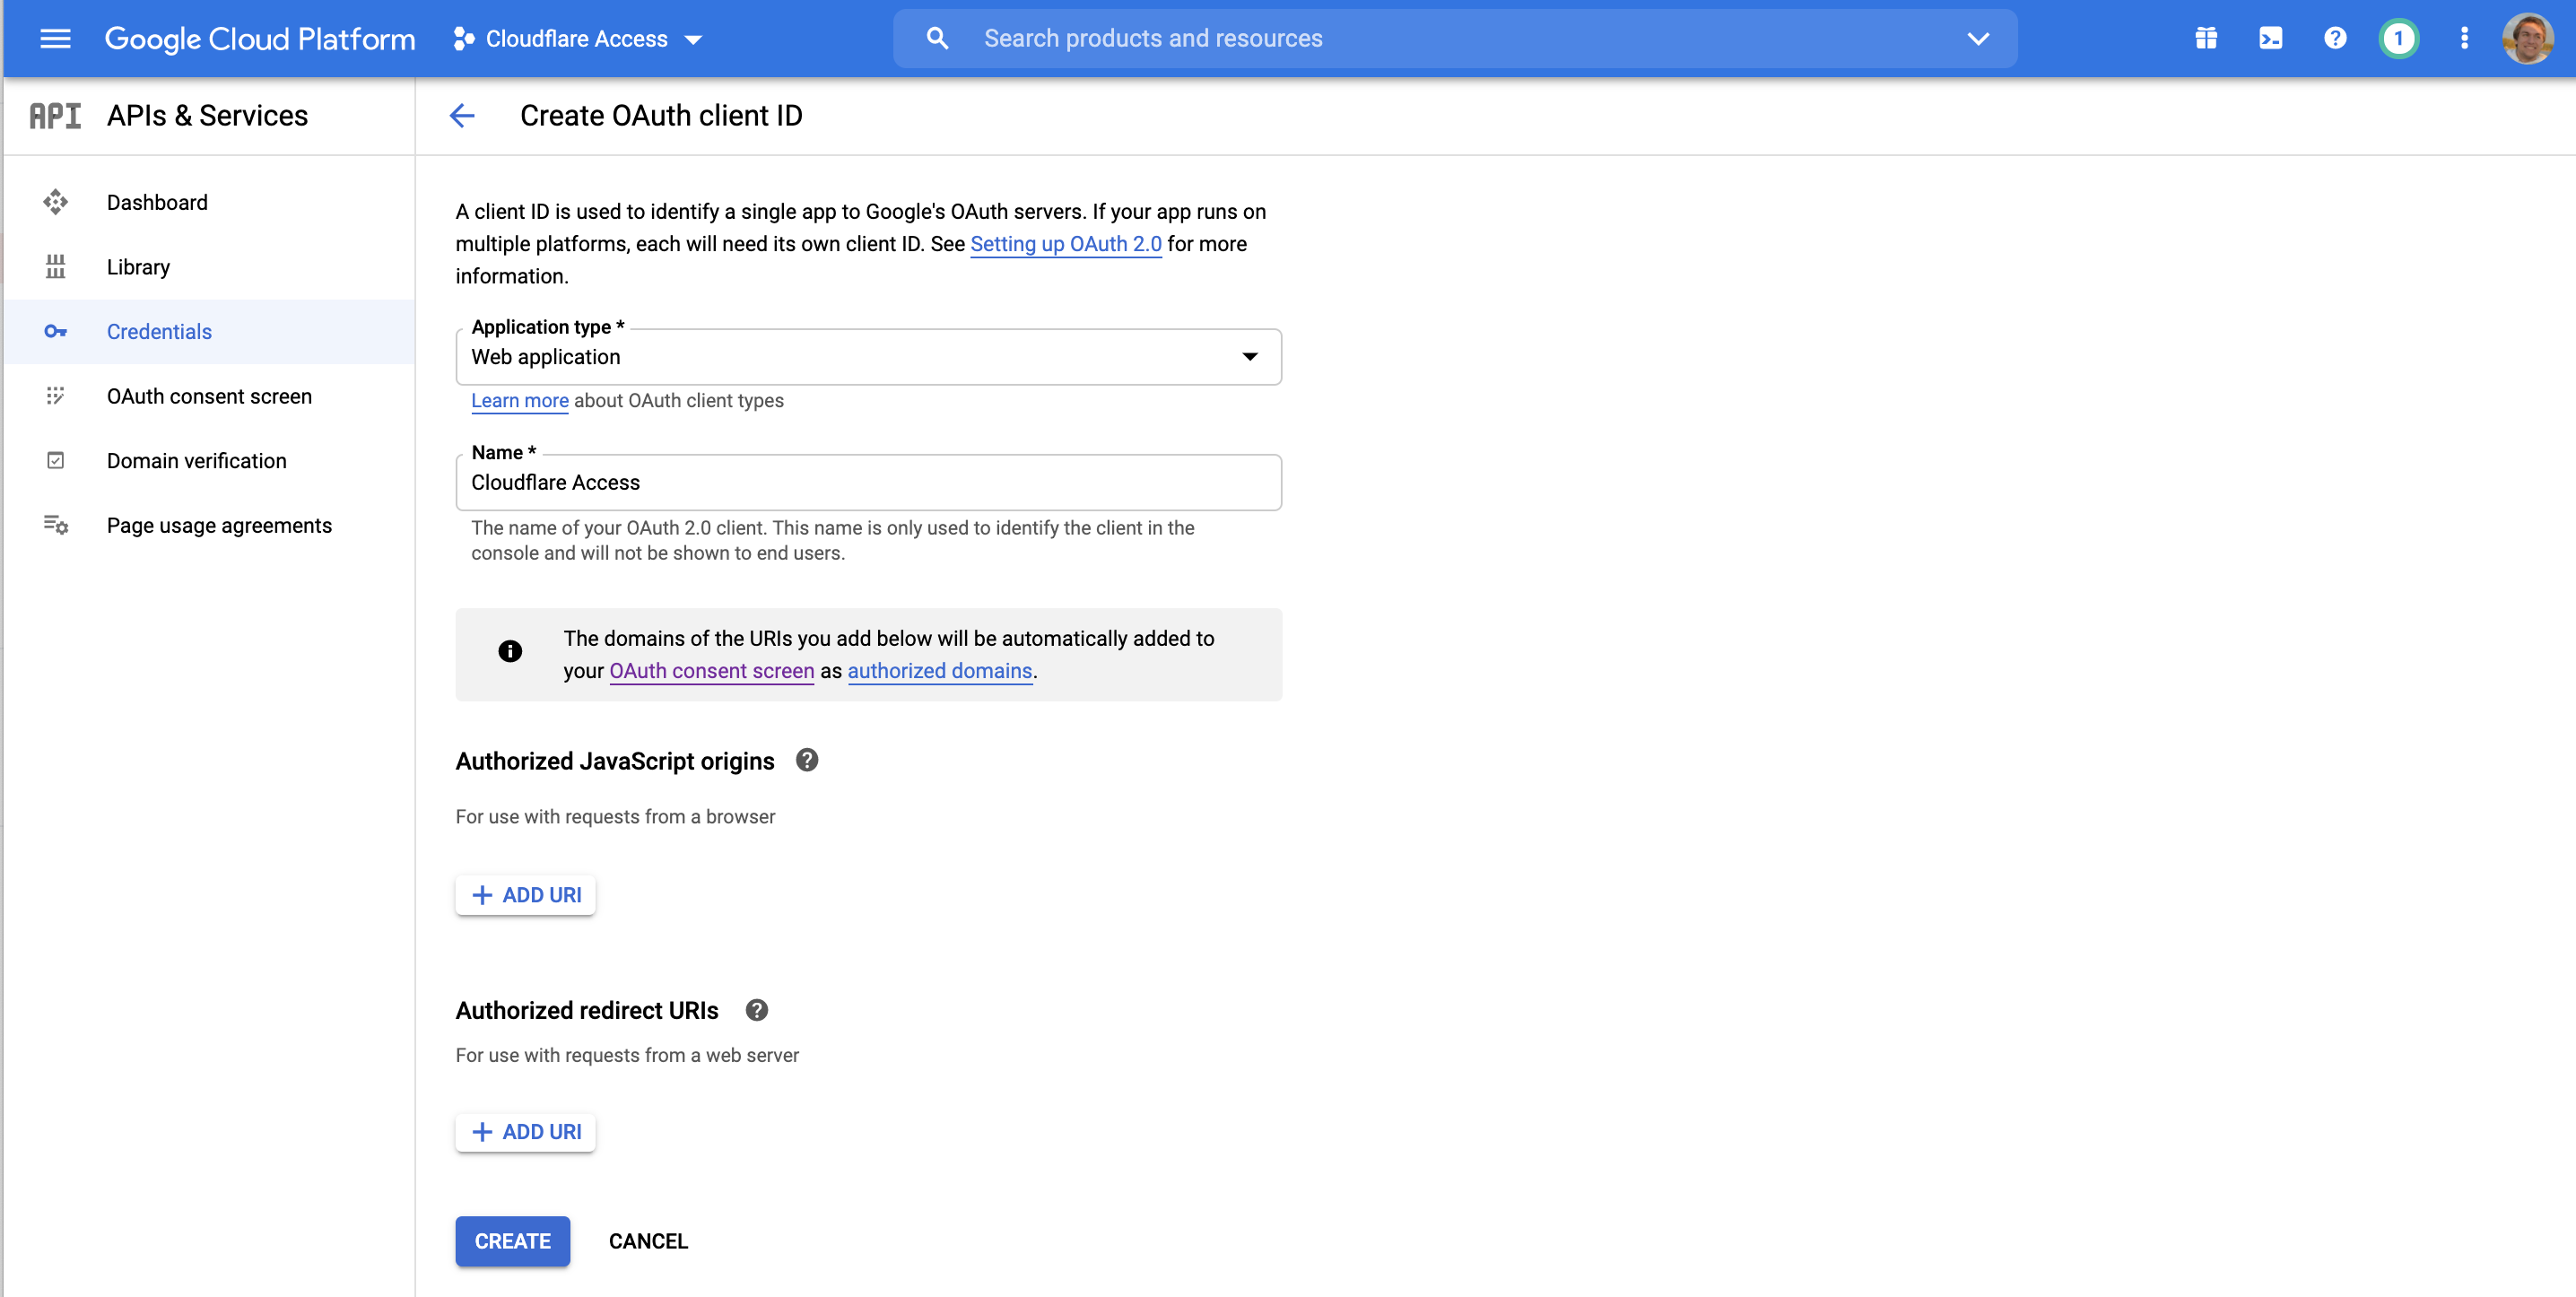 Google Cloud Platform
Cloudflare Access
Search products and resources
1
API
APIs & Services
Create OAuth client ID
Dashboard
Library
Credentials
OAuth consent screen
Domain verification
Page usage agreements
A client ID is used to identify a single app to Google's OAuth servers. If your app runs on
multiple platforms, each will need its own client ID. See Setting up OAuth 2.0 for more
information.
Application type *
Web application
Learn more about OAuth client types
Name *
Cloudflare Access
The name of your OAuth 2.0 client. This name is only used to identify the client in the
console and will not be shown to end users.
The domains of the URIs you add below will be automatically added to
your OAuth consent screen as authorized domains.
Authorized JavaScript origins
For use with requests from a browser
+ ADD URI
Authorized redirect URIs
For use with requests from a web server
+ ADD URI
CREATE
CANCEL